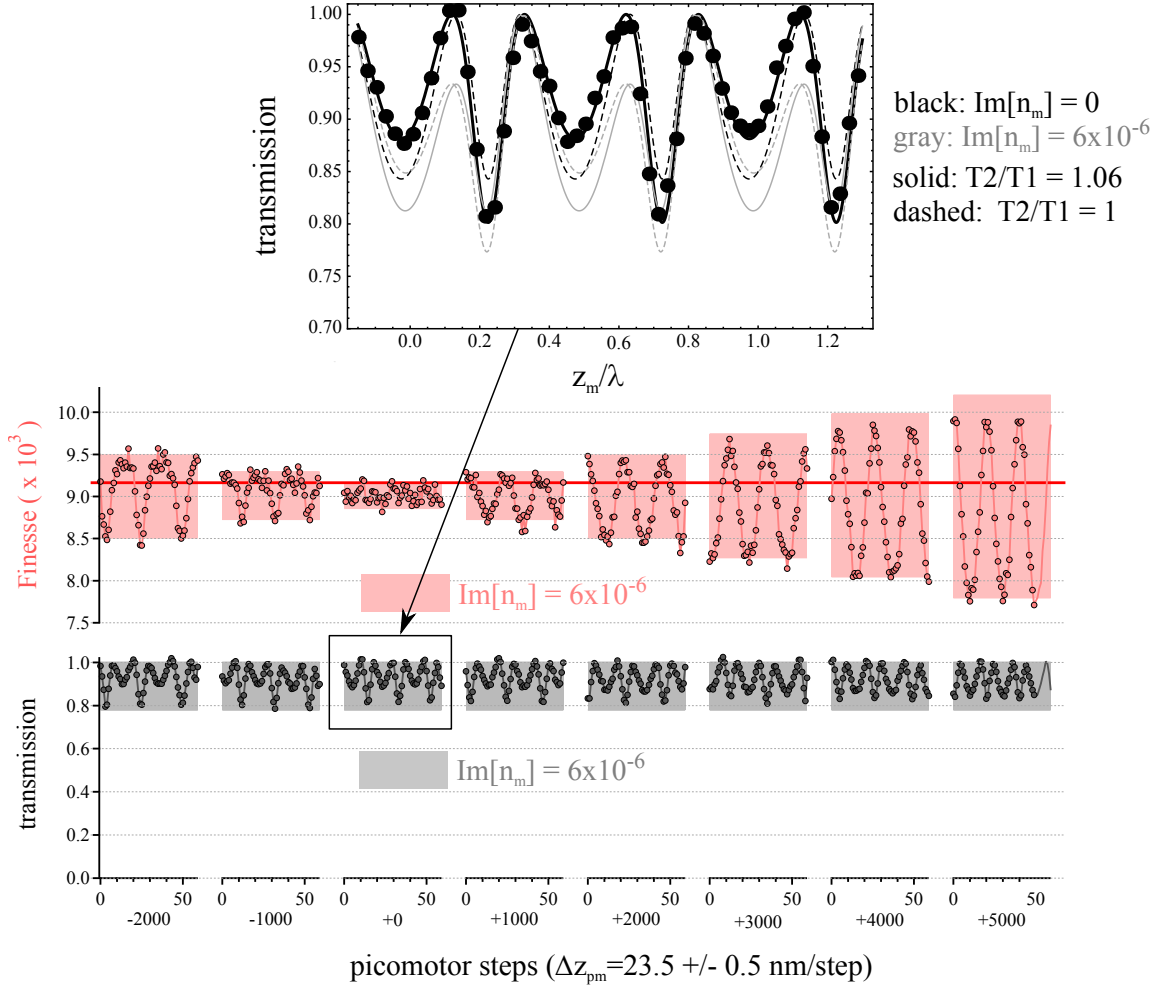 1.00
0.95
0.90
0.85
0.80
0.75
0.70
transmission
0.0 0.2 0.4 0.6 0.8 1.0 1.2
z_m/λ
black: Im[n_m] = 0
gray: Im[n_m] = 6x10^-6
solid: T2/T1 = 1.06
dashed: T2/T1 = 1
Finesse ( x 10^3 )
10.0
9.5
9.0
8.5
8.0
7.5
Im[n_m] = 6x10^-6
transmission
1.0
0.8
0.6
0.4
0.2
0.0
Im[n_m] = 6x10^-6
0 50 0 50 0 50 0 50 0 50 0 50 0 50 0 50
-2000 -1000 +0 +1000 +2000 +3000 +4000 +5000
picomotor steps (Δz_pm=23.5 +/- 0.5 nm/step)